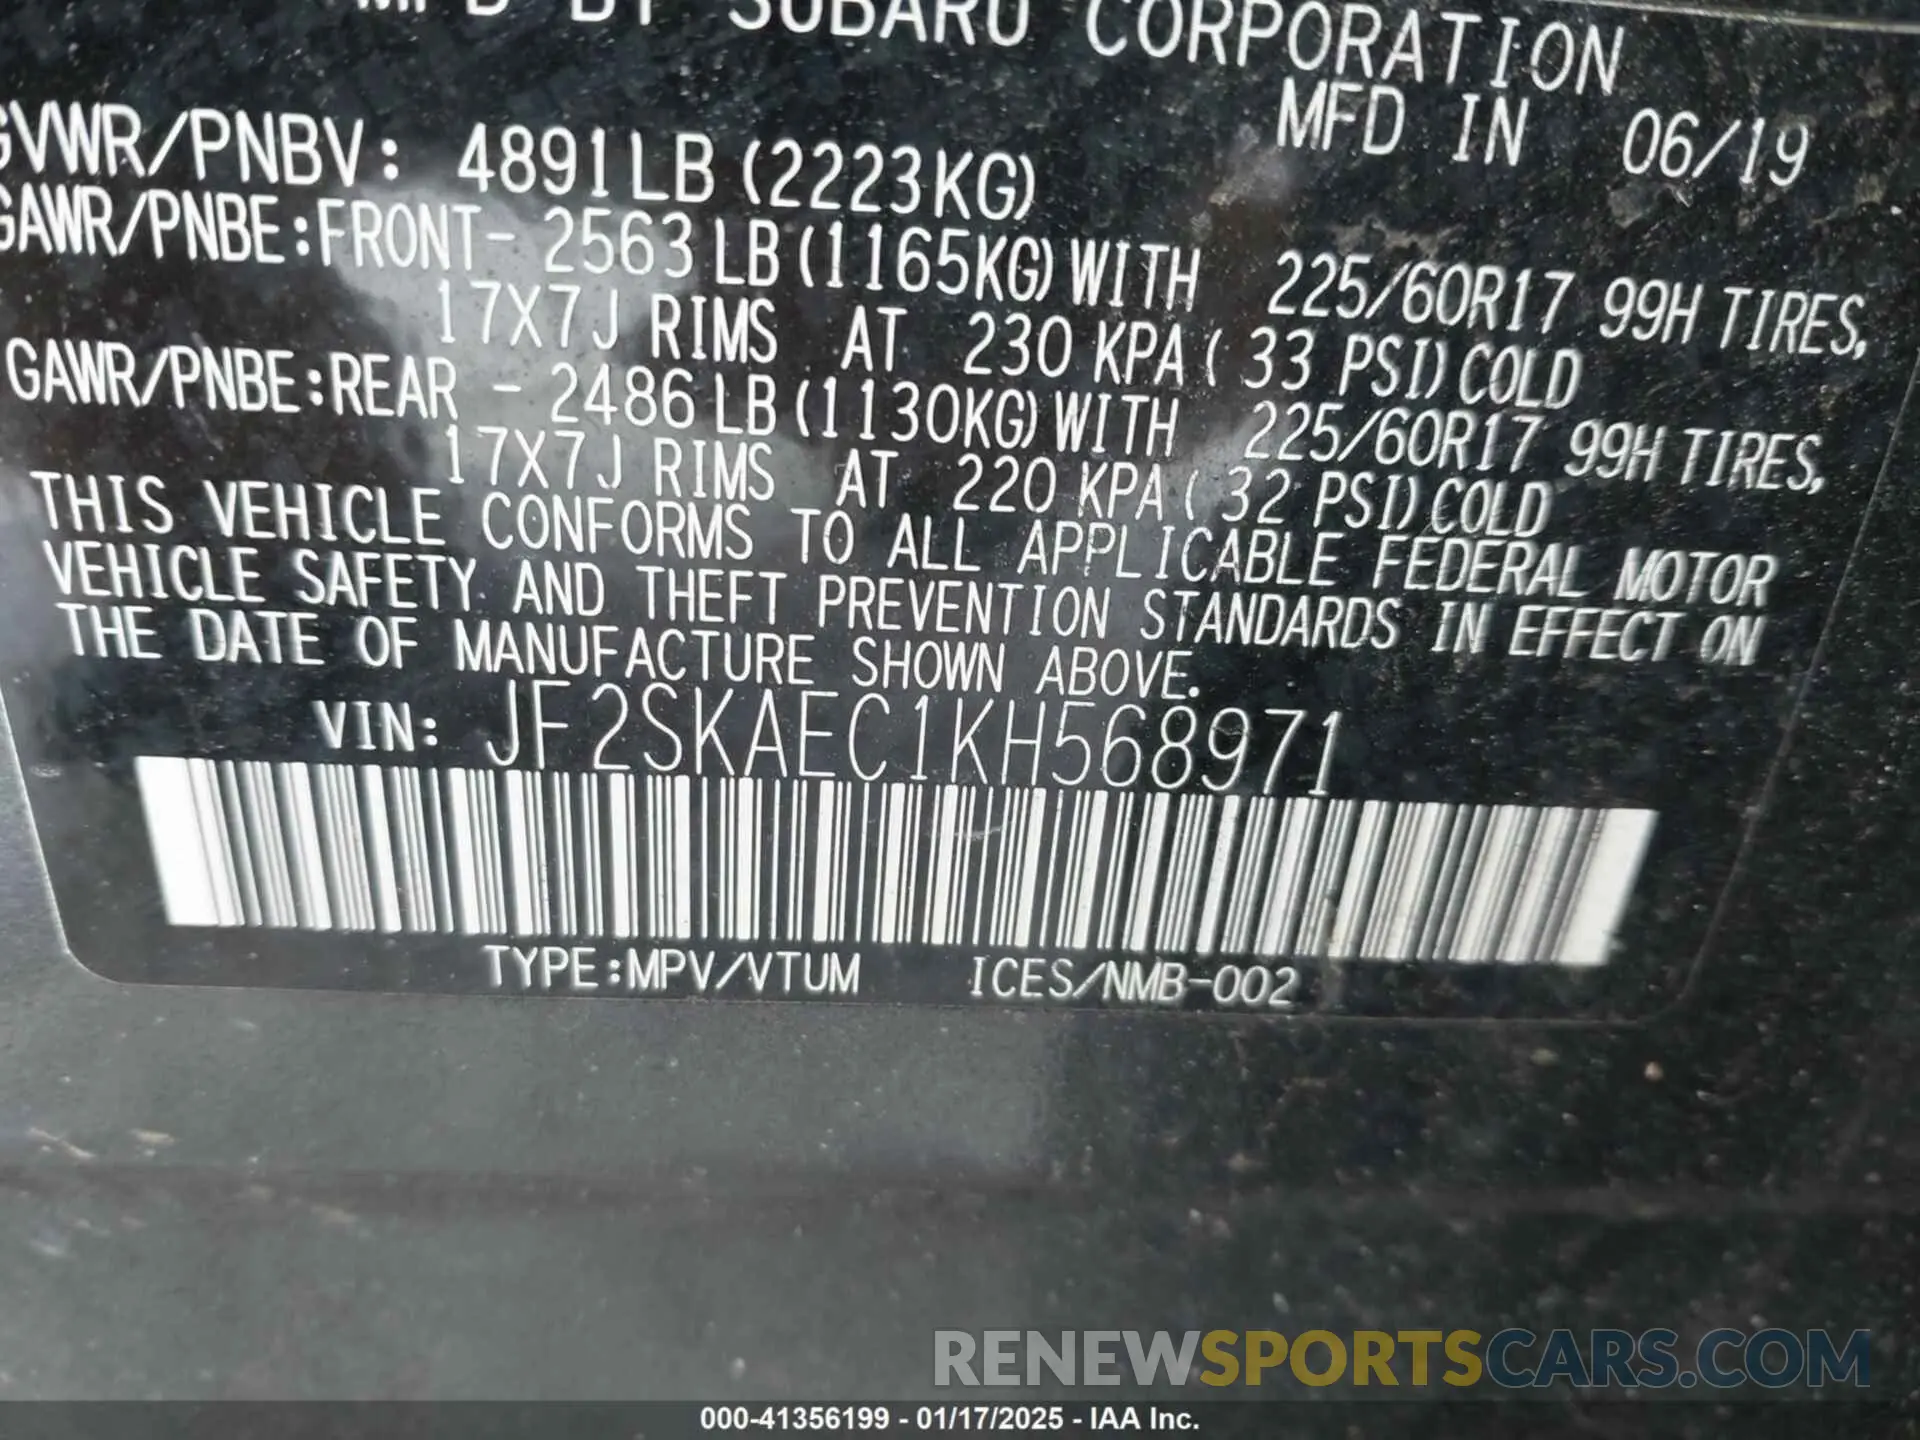 MFD BY SUBARU CORPORATION
MFD IN 06/19
GVWR/PNBV: 4891LB (2223KG)
GAWR/PNBE:FRONT- 2563 LB (1165KG) WITH 225/60R17 99H TIRES,
17X7J RIMS AT 230 KPA ( 33 PSI) COLD
GAWR/PNBE:REAR - 2486 LB (1130KG) WITH 225/60R17 99H TIRES,
17X7J RIMS AT 220 KPA ( 32 PSI) COLD
THIS VEHICLE CONFORMS TO ALL APPLICABLE FEDERAL MOTOR
VEHICLE SAFETY AND THEFT PREVENTION STANDARDS IN EFFECT ON
THE DATE OF MANUFACTURE SHOWN ABOVE.
VIN: JF2SKAEC1KH568971
TYPE:MPV/VTUM ICES/NMB-002
RENEWSPORTSCARS.COM
000-41356199 - 01/17/2025 - IAA Inc.